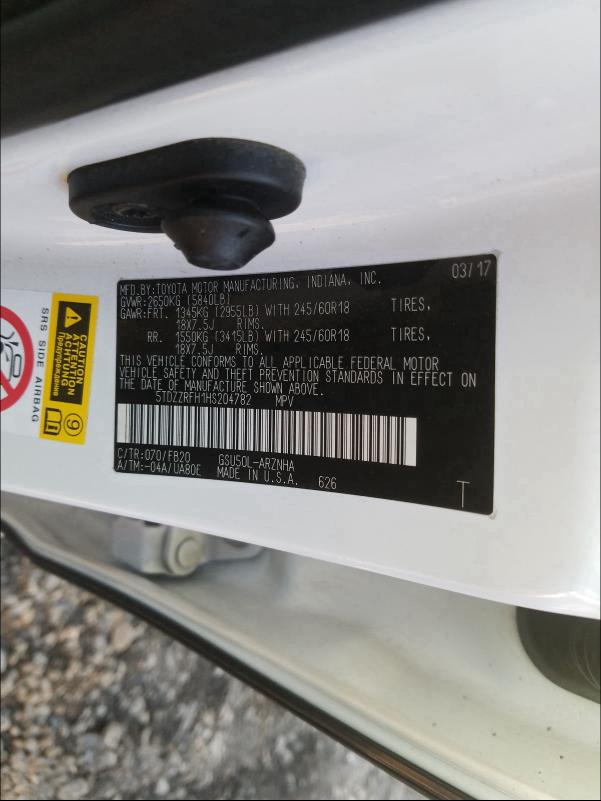 MFD.BY:TOYOTA MOTOR MANUFACTURING, INDIANA, INC. 03/17
GVWR:2650KG (5840LB)
GAWR:FRT. 1345KG (2955LB) WITH 245/60R18 TIRES,
18X7.5J RIMS.
RR. 1550KG (3415LB) WITH 245/60R18 TIRES,
18X7.5J RIMS.
THIS VEHICLE CONFORMS TO ALL APPLICABLE FEDERAL MOTOR
VEHICLE SAFETY AND THEFT PREVENTION STANDARDS IN EFFECT ON
THE DATE OF MANUFACTURE SHOWN ABOVE.
5TDZZRFH1HS204782 MPV
C/TR:070/FB20 GSU50L-ARZNHA
A/TM:-04A/UA80E MADE IN U.S.A. 626
T
CAUTION
ATTENTION
ACHTUNG
Предупреждение
SRS SIDE AIRBAG
9